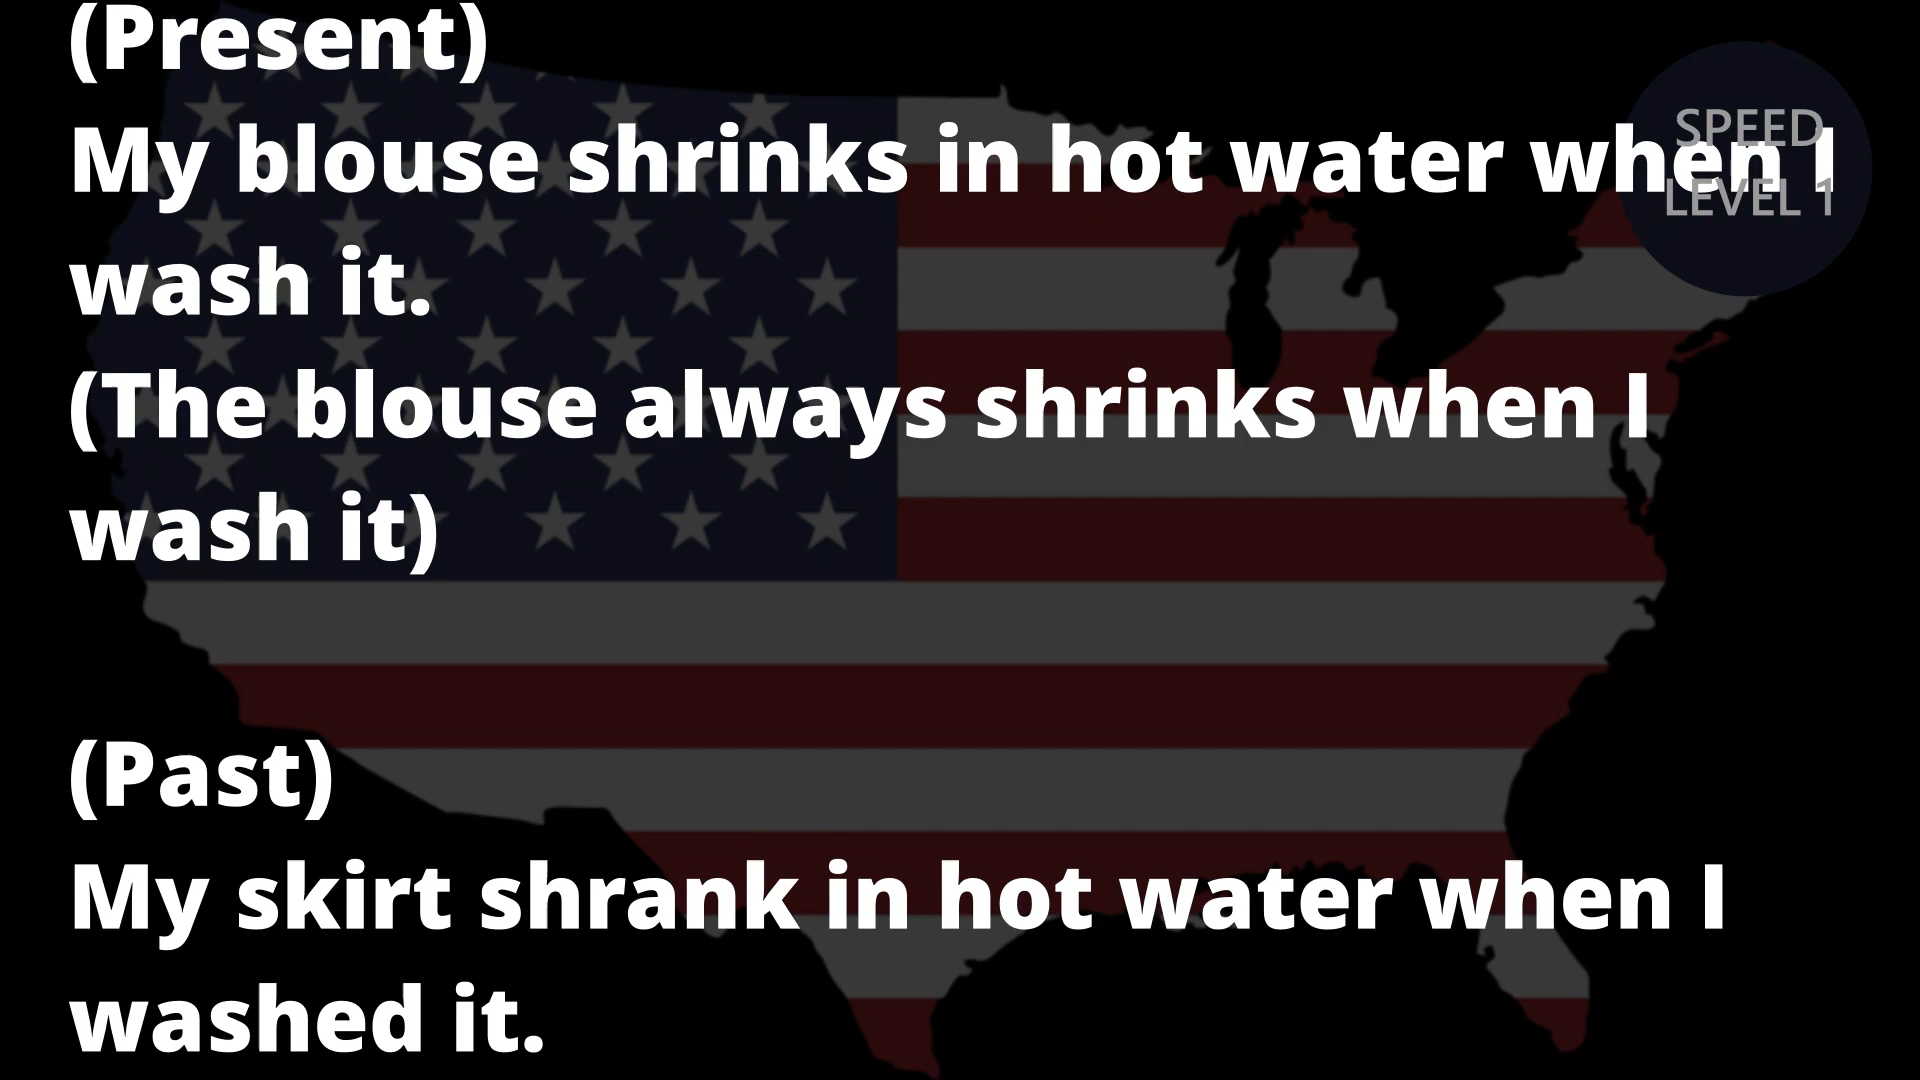 (Present)
My blouse shrinks in hot water when I
wash it.
(The blouse always shrinks when I
wash it)
(Past)
My skirt shrank in hot water when I
washed it.
SPEED
LEVEL 1